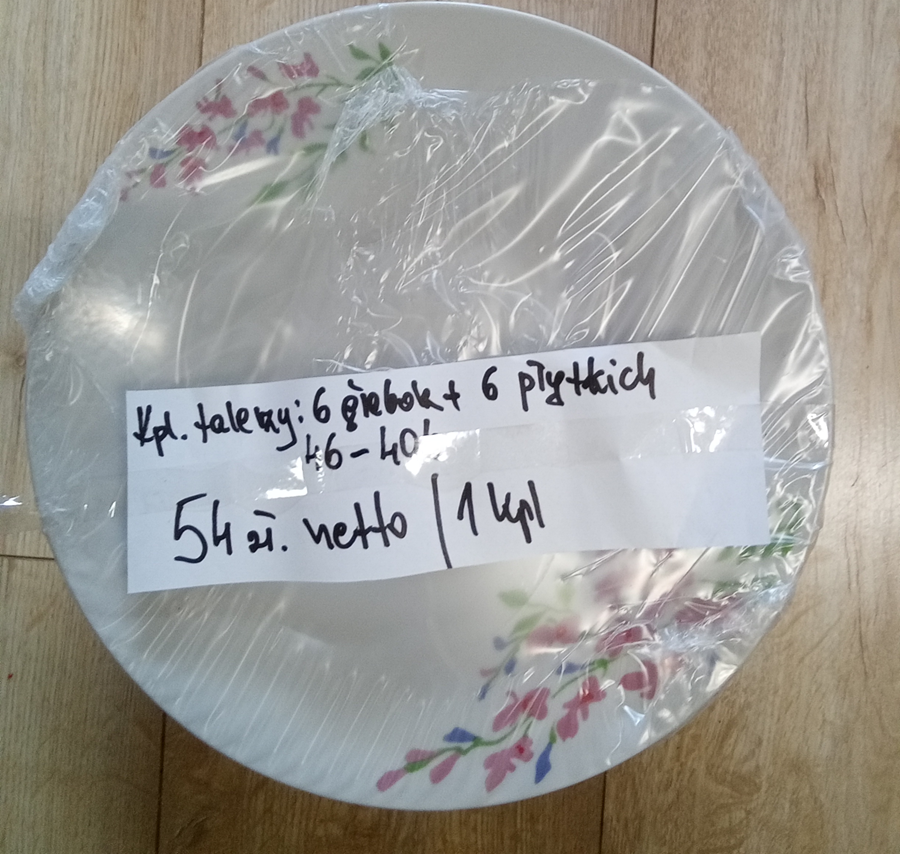 Kpl. talerzy: 6 głębok + 6 płytkich
46-40
54 zł. netto / 1 kpl